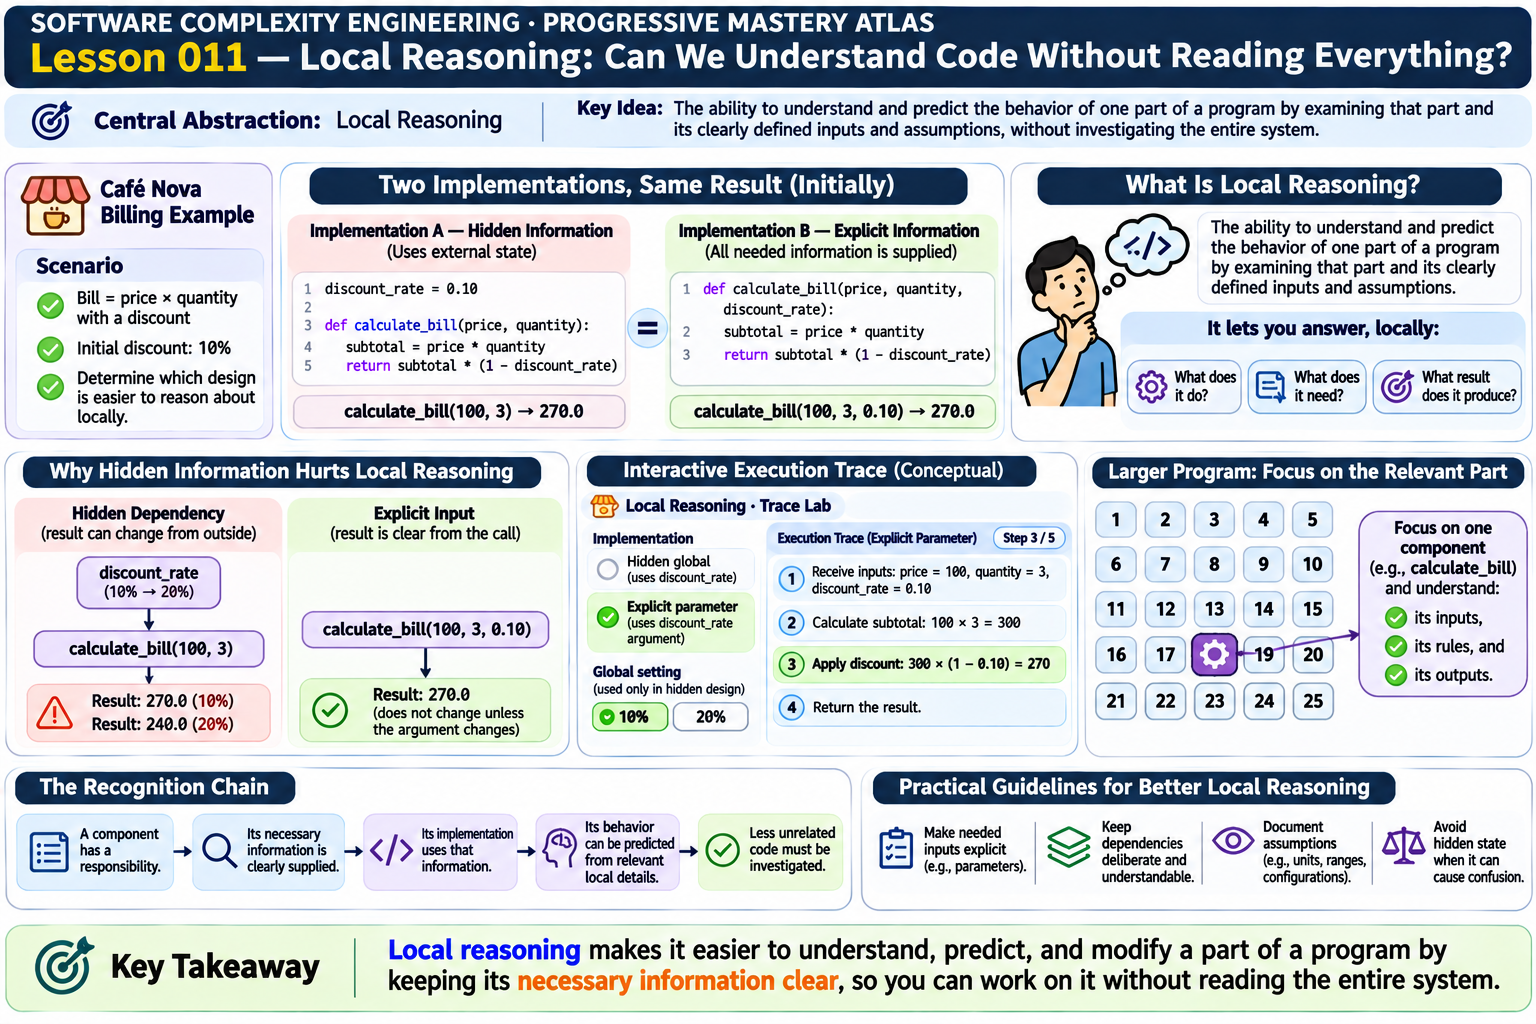 SOFTWARE COMPLEXITY ENGINEERING · PROGRESSIVE MASTERY ATLAS
Lesson 011 — Local Reasoning: Can We Understand Code Without Reading Everything?
Central Abstraction: Local Reasoning
Key Idea: The ability to understand and predict the behavior of one part of a program by examining that part and
its clearly defined inputs and assumptions, without investigating the entire system.
Café Nova
Billing Example
Scenario
Bill = price × quantity
with a discount
Initial discount: 10%
Determine which design
is easier to reason about
locally.
Two Implementations, Same Result (Initially)
Implementation A — Hidden Information
(Uses external state)
1 discount_rate = 0.10
2
3 def calculate_bill(price, quantity):
4 subtotal = price * quantity
5 return subtotal * (1 − discount_rate)
calculate_bill(100, 3) → 270.0
=
Implementation B — Explicit Information
(All needed information is supplied)
1 def calculate_bill(price, quantity,
discount_rate):
2 subtotal = price * quantity
3 return subtotal * (1 − discount_rate)
calculate_bill(100, 3, 0.10) → 270.0
What Is Local Reasoning?
</>
The ability to understand and predict
the behavior of one part of a program
by examining that part and its clearly
defined inputs and assumptions.
It lets you answer, locally:
What does
it do?
What does
it need?
What result
does it produce?
Why Hidden Information Hurts Local Reasoning
Hidden Dependency
(result can change from outside)
discount_rate
(10% → 20%)
calculate_bill(100, 3)
Result: 270.0 (10%)
Result: 240.0 (20%)
Explicit Input
(result is clear from the call)
calculate_bill(100, 3, 0.10)
Result: 270.0
(does not change unless
the argument changes)
Interactive Execution Trace (Conceptual)
Local Reasoning · Trace Lab
Implementation
Hidden global
(uses discount_rate)
Explicit parameter
(uses discount_rate
argument)
Global setting
(used only in hidden design)
10%
20%
Execution Trace (Expliicit Parameter)
Step 3 / 5
1 Receive inputs: price = 100, quantity = 3,
discount_rate = 0.10
2 Calculate subtotal: 100 × 3 = 300
3 Apply discount: 300 × (1 − 0.10) = 270
4 Return the result.
Larger Program: Focus on the Relevant Part
1 2 3 4 5
6 7 8 9 10
11 12 13 14 15
16 17 19 20
21 22 23 24 25
Focus on one
component
(e.g., calculate_bill)
and understand:
its inputs,
its rules, and
its outputs.
The Recognition Chain
A component
has a
responsibility.
Its necessary
information is
clearly supplied.
</>
Its implementation
uses that
information.
Its behavior
can be predicted
from relevant
local details.
Less unrelated
code must be
investigated.
Practical Guidelines for Better Local Reasoning
Make needed
inputs explicit
(e.g., parameters).
Keep
dependencies
deliberate and
understandable.
Document
assumptions
(e.g., units, ranges,
configurations).
Avoid
hidden state
when it can
cause confusion.
Key Takeaway
Local reasoning makes it easier to understand, predict, and modify a part of a program by
keeping its necessary information clear, so you can work on it without reading the entire system.